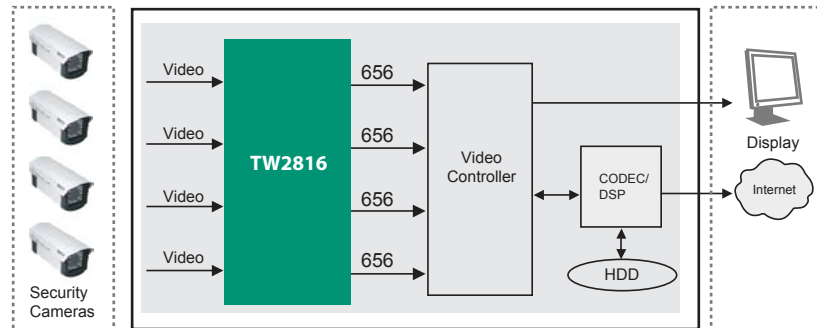 Security
Cameras
Video
Video
Video
Video
TW2816
656
656
656
656
Video
Controller
CODEC/
DSP
HDD
Display
Internet